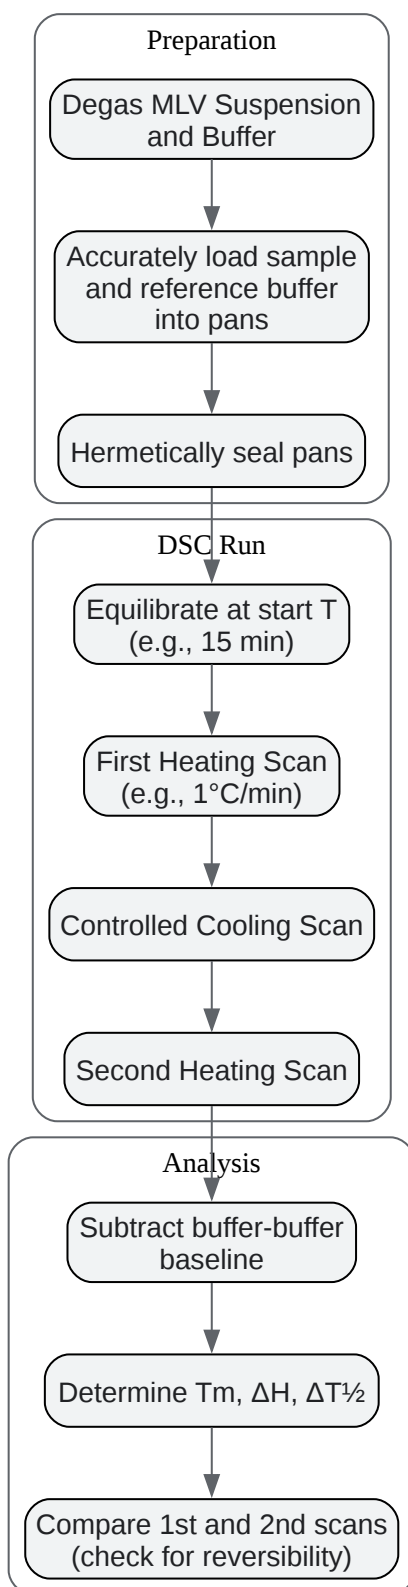 Preparation
Degas MLV Suspension
and Buffer
Accurately load sample
and reference buffer
into pans
Hermetically seal pans
DSC Run
Equilibrate at start T
(e.g., 15 min)
First Heating Scan
(e.g., 1°C/min)
Controlled Cooling Scan
Second Heating Scan
Analysis
Subtract buffer-buffer
baseline
Determine Tm, ΔH, ΔT½
Compare 1st and 2nd scans
(check for reversibility)